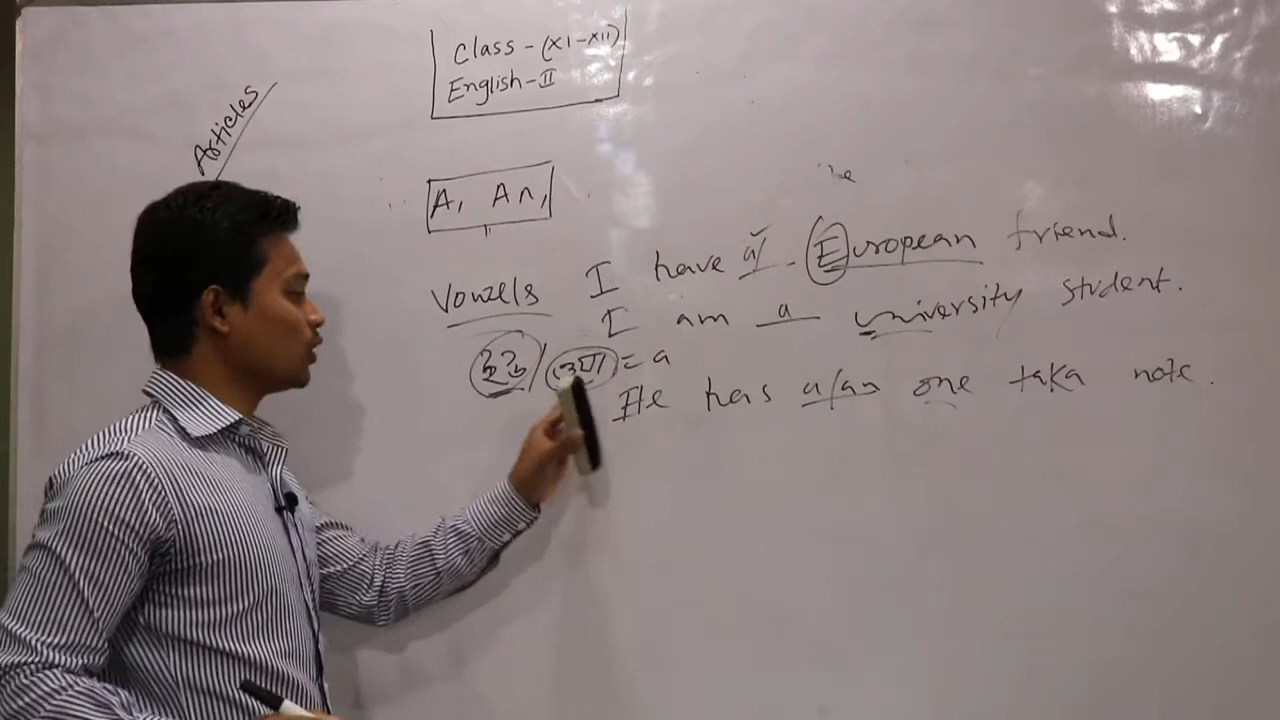 Class - (XI-XII)
English - II
Articles
A, An,
Vowels
I have a - European friend.
I am a university student.
ইউ/ওয়া = a
He has a/an one taka note.